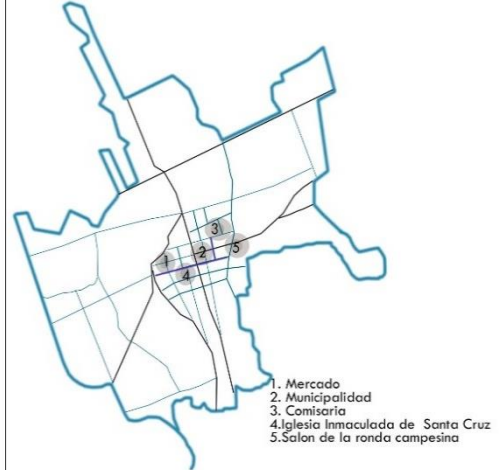 3
2
5
1
4
1. Mercado
2. Municipalidad
3. Comisaria
4.Iglesia Inmaculada de Santa Cruz
5.Salon de la ronda campesina